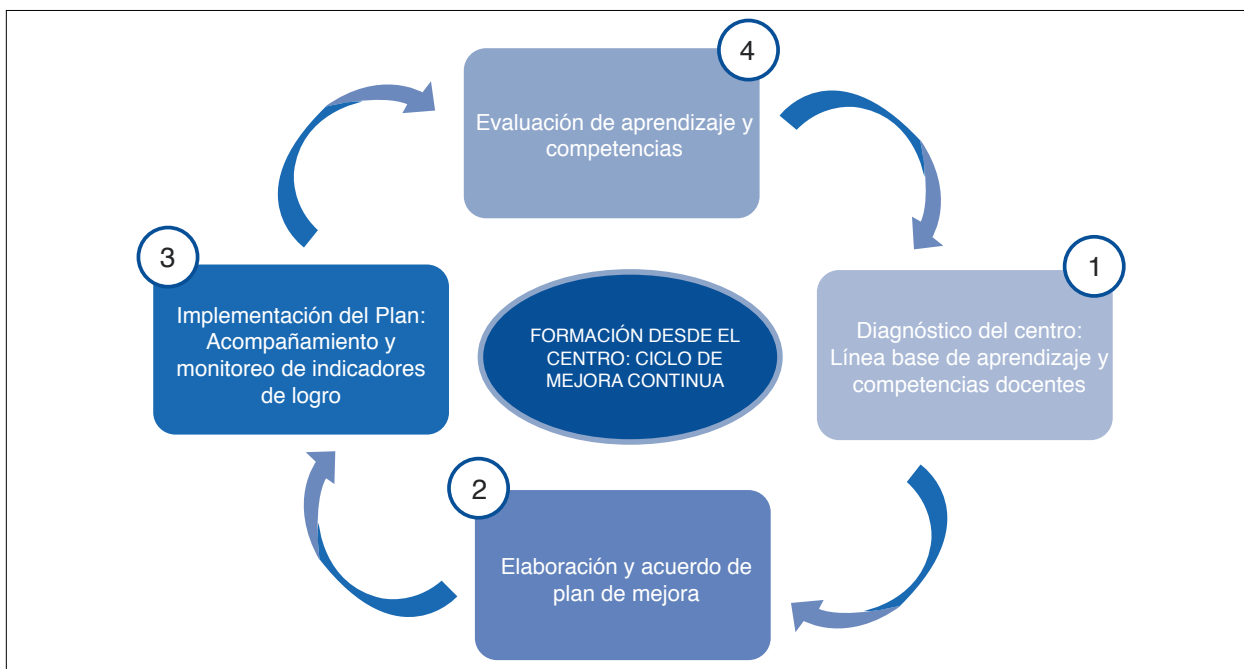 4
Evaluación de aprendizaje y
competencias
3
Implementación del Plan:
Acompañamiento y
monitoreo de indicadores
de logro
FORMACIÓN DESDE EL
CENTRO: CICLO DE
MEJORA CONTINUA
1
Diagnóstico del centro:
Línea base de aprendizaje y
competencias docentes
2
Elaboración y acuerdo de
plan de mejora